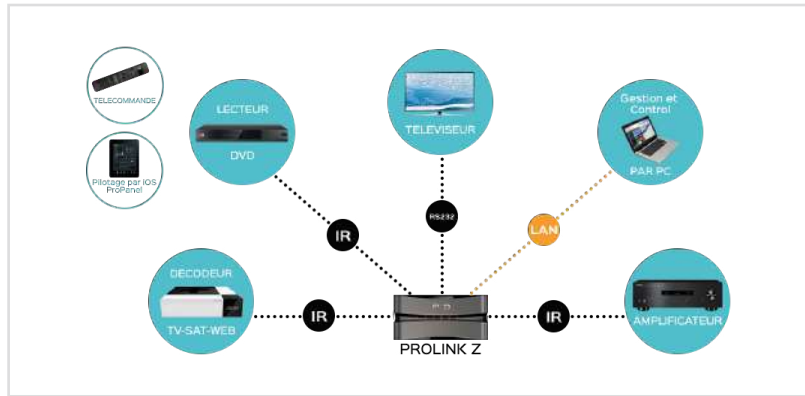 TELECOMMANDE
Pilotage par IOS
ProPanel
LECTEUR
DVD
TELEVISEUR
Gestion et
Control
PAR PC
IR
RS232
LAN
DECODEUR
TV-SAT-WEB
IR
PROLINK Z
IR
AMPLIFICATEUR